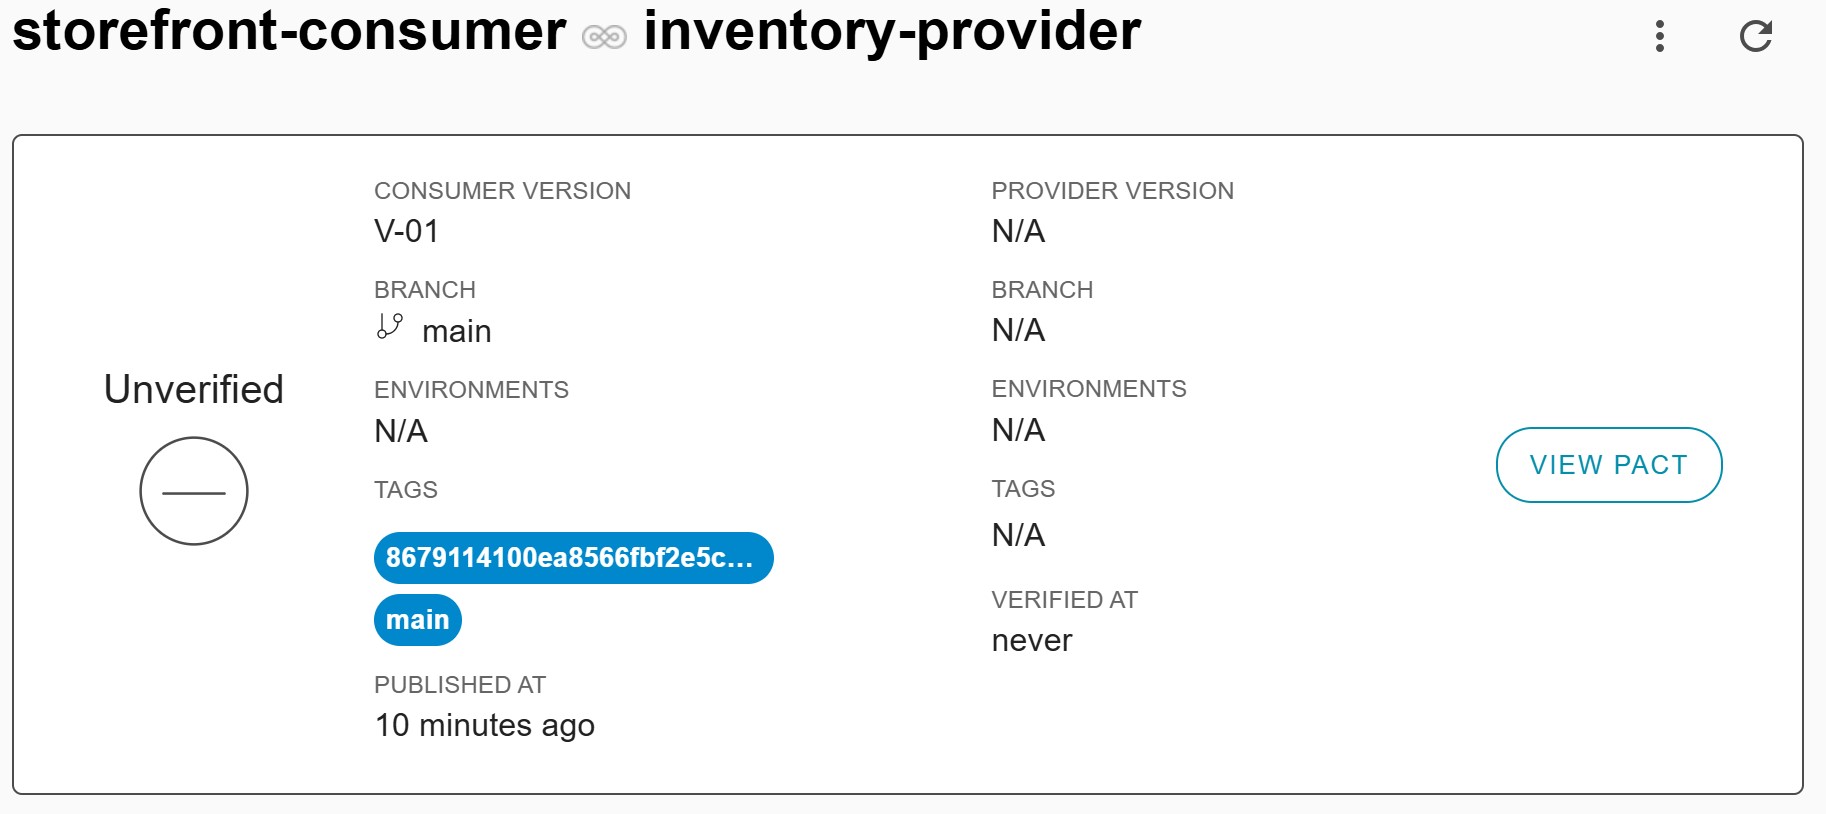 storefront-consumer inventory-provider
CONSUMER VERSION
V-01
BRANCH
main
ENVIRONMENTS
N/A
TAGS
8679114100ea8566fbf2e5c...
main
PUBLISHED AT
10 minutes ago
PROVIDER VERSION
N/A
BRANCH
N/A
ENVIRONMENTS
N/A
TAGS
N/A
VERIFIED AT
never
Unverified
VIEW PACT